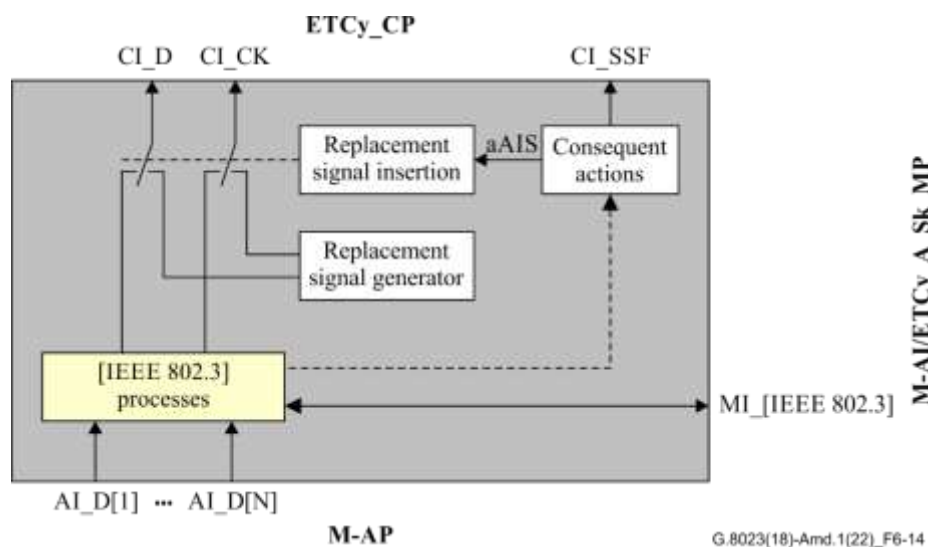 ETCy_CP
CI_D CI_CK CI_SSF
Replacement
signal insertion
aAIS
Consequent
actions
Replacement
signal generator
[IEEE 802.3]
processes
MI_[IEEE 802.3]
M-AI/ETCy_A_Sk_MP
AI_D[1] ••• AI_D[N]
M-AP
G.8023(18)-Amd.1(22)_F6-14